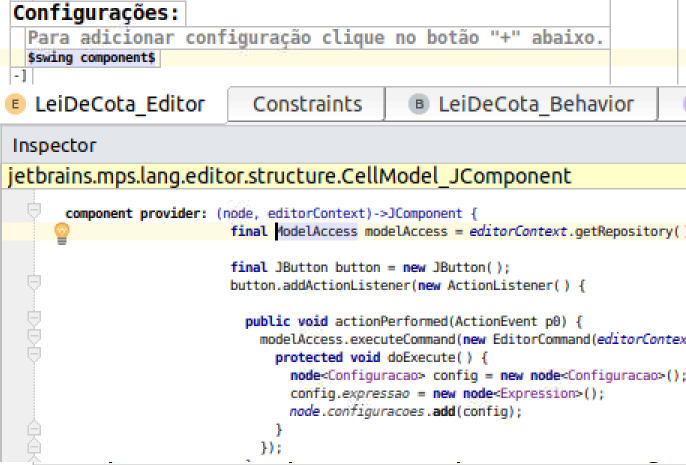 Configurações:
Para adicionar configuração clique no botão "+" abaixo.
$swing component$
-]
E LeiDeCota_Editor Constraints B LeiDeCota_Behavior
Inspector
jetbrains.mps.lang.editor.structure.CellModel_JComponent
component provider: (node, editorContext)->JComponent {
final ModelAccess modelAccess = editorContext.getRepository(
final JButton button = new JButton();
button.addActionListener(new ActionListener() {
public void actionPerformed(ActionEvent p0) {
modelAccess.executeCommand(new EditorCommand(editorContex
protected void doExecute() {
node<Configuracao> config = new node<Configuracao>();
config.expressao = new node<Expression>();
node.configuracoes.add(config);
}
});